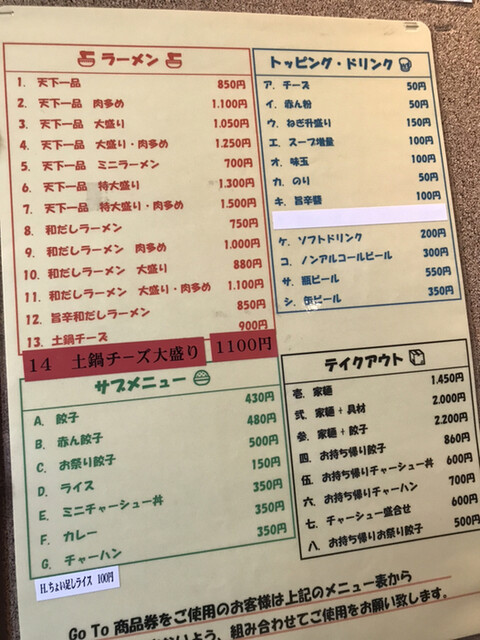 ラーメン
1. 天下一品 850円
2. 天下一品 肉多め 1.100円
3. 天下一品 大盛り 1.050円
4. 天下一品 大盛り・肉多め 1.250円
5. 天下一品 ミニラーメン 700円
6. 天下一品 特大盛り 1.300円
7. 天下一品 特大盛り・肉多め 1.500円
8. 和だしラーメン 750円
9. 和だしラーメン 肉多め 1.000円
10. 和だしラーメン 大盛り 880円
11. 和だしラーメン 大盛り・肉多め 1.100円
12. 旨辛和だしラーメン 850円
13. 土鍋チーズ 900円
14 土鍋チーズ大盛り 1100円
サブメニュー
A. 餃子 430円
B. 赤ん餃子 480円
C. お祭り餃子 500円
D. ライス 150円
E. ミニチャーシュー丼 350円
F. カレー 350円
G. チャーハン 350円
H.ちょい足しライス 100円
トッピング・ドリンク
ア. チーズ 50円
イ. 赤ん粉 50円
ウ. ねぎ升盛り 150円
エ. スープ増量 100円
オ. 味玉 100円
カ. のり 50円
キ. 旨辛醤 100円
ケ. ソフトドリンク 200円
コ. ノンアルコールビール 300円
サ. 瓶ビール 550円
シ. 缶ビール 350円
テイクアウト
壱. 家麺 1.450円
弐. 家麺+具材 2.000円
参. 家麺+餃子 2.200円
四. お持ち帰り餃子 860円
伍. お持ち帰りチャーシュー丼 600円
六. お持ち帰りチャーハン 700円
七. チャーシュー盛合せ 600円
八. お持ち帰りお祭り餃子 500円
Go To 商品券をご使用のお客様は上記のメニュー表から
よう、組み合わせてご使用をお願い致します。